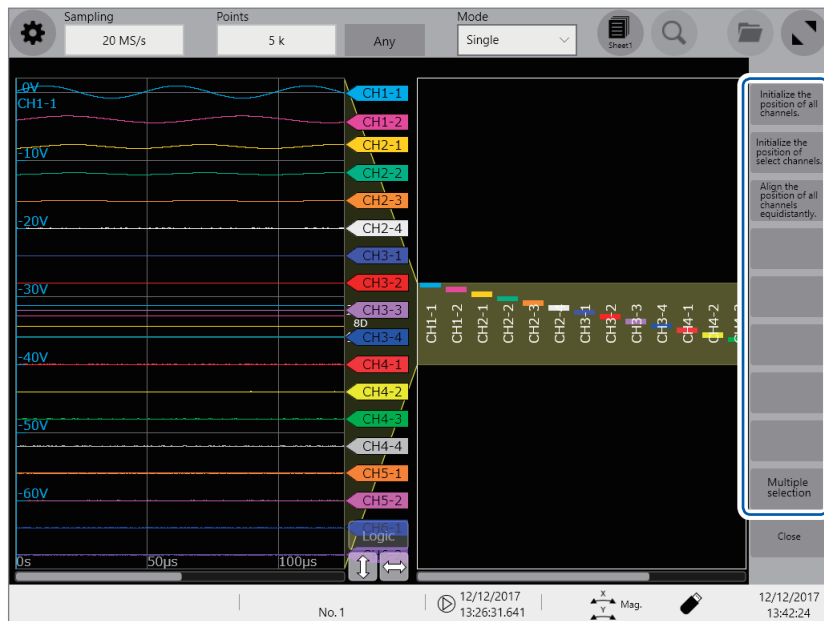 Sampling
Points
Mode
20 MS/s
5 k
Any
Single
Sheet1
0V
CH1-1
-10V
-20V
-30V
-40V
-50V
-60V
0s
50µs
100µs
CH1-1
CH1-2
CH2-1
CH2-2
CH2-3
CH2-4
CH3-1
CH3-2
CH3-3
8D
CH3-4
CH4-1
CH4-2
CH4-3
CH4-4
CH5-1
CH5-2
CH6-1
Logic
CH1-1
CH1-2
CH2-1
CH2-2
CH2-3
CH2-4
CH3-1
CH3-2
CH3-3
CH3-4
CH4-1
CH4-2
Initialize the
position of all
channels.
Initialize the
position of
select channels.
Align the
position of all
channels
equidistantly.
Multiple
selection
Close
No. 1
12/12/2017
13:26:31.641
X
Y
Mag.
12/12/2017
13:42:24